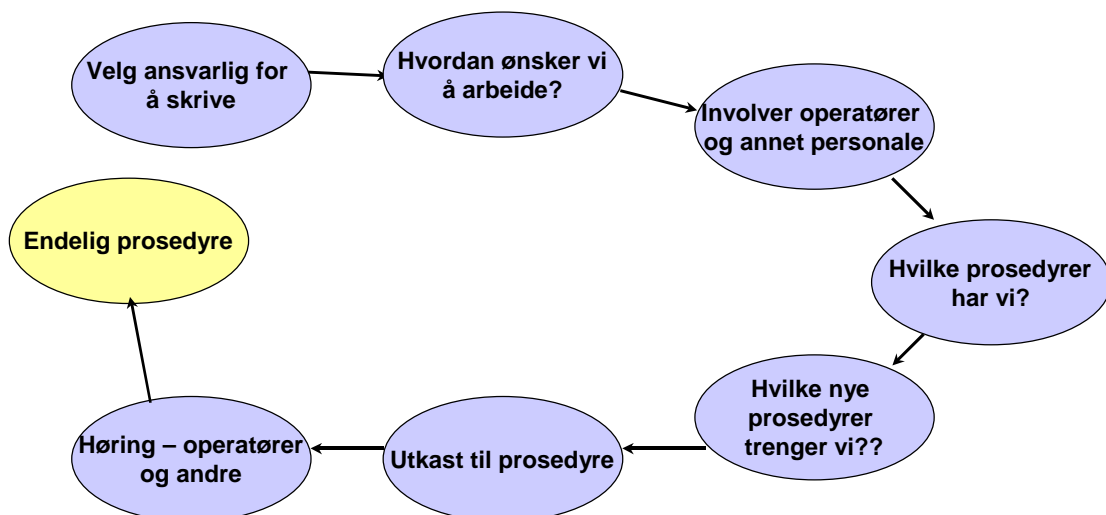 Velg ansvarlig for
å skrive
Hvordan ønsker vi
å arbeide?
Involver operatører
og annet personale
Hvilke prosedyrer
har vi?
Hvilke nye
prosedyrer
trenger vi??
Utkast til prosedyre
Høring – operatører
og andre
Endelig prosedyre